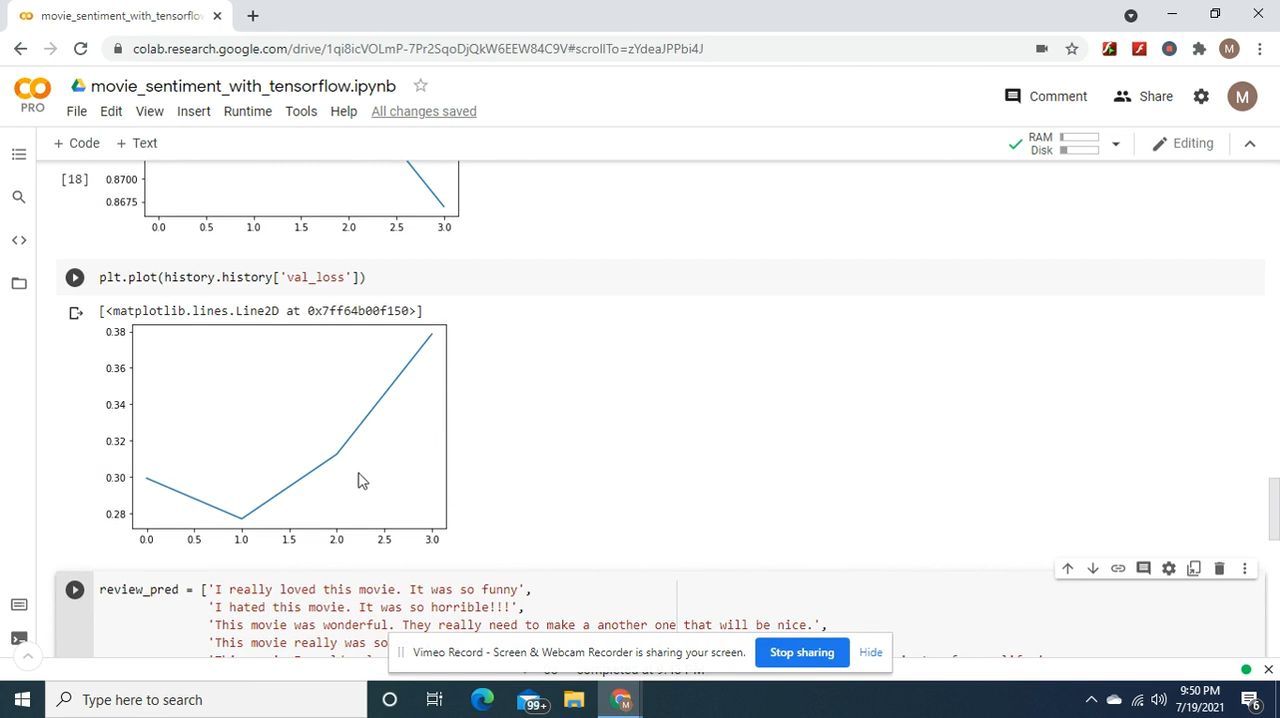 movie_sentiment_with_tensorflow
colab.research.google.com/drive/1qi8icVOLmP-7Pr2SqoDjQkW6EEW84C9V#scrollTo=zYdeaJPPbi4J
M
PRO
movie_sentiment_with_tensorflow.ipynb
File Edit View Insert Runtime Tools Help All changes saved
Comment Share M
+ Code + Text
RAM
Disk
Editing
[18]
0.8700
0.8675
0.0 0.5 1.0 1.5 2.0 2.5 3.0
plt.plot(history.history['val_loss'])
[<matplotlib.lines.Line2D at 0x7ff64b00f150>]
0.38
0.36
0.34
0.32
0.30
0.28
0.0 0.5 1.0 1.5 2.0 2.5 3.0
review_pred = ['I really loved this movie. It was so funny',
'I hated this movie. It was so horrible!!!',
'This movie was wonderful. They really need to make a another one that will be nice.',
'This movie really was so
Vimeo Record - Screen & Webcam Recorder is sharing your screen. Stop sharing Hide
Type here to search
99+
M
9:50 PM
7/19/2021
6